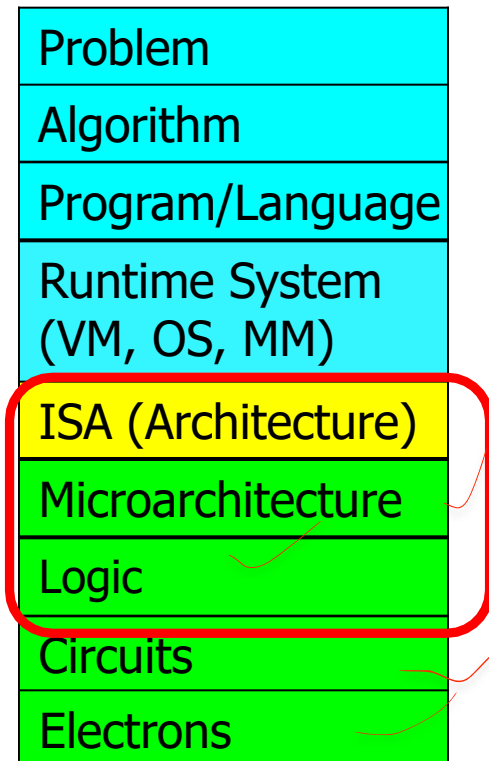 Problem
Algorithm
Program/Language
Runtime System
(VM, OS, MM)
ISA (Architecture)
Microarchitecture
Logic
Circuits
Electrons